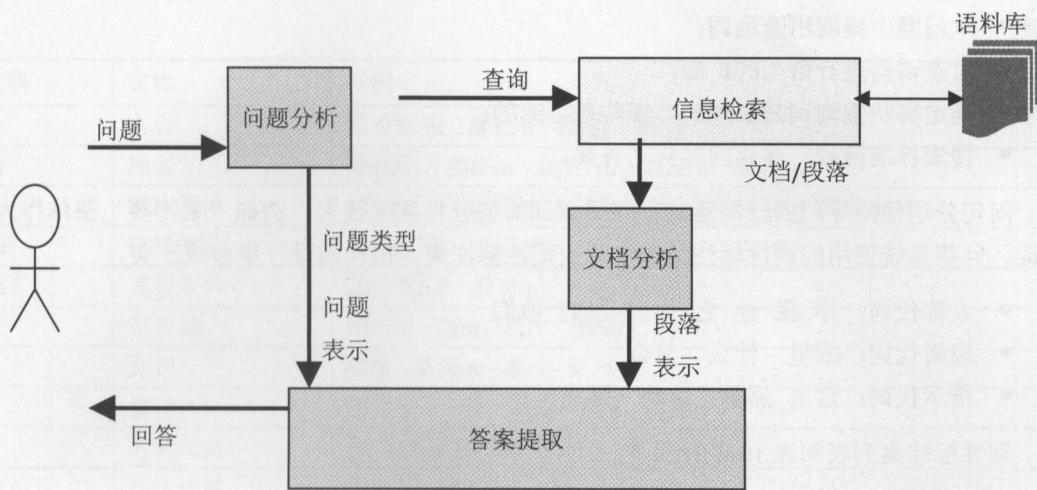 语料库
查询
信息检索
问题分析
问题
文档/段落
问题类型
文档分析
问题
表示
段落
表示
回答
答案提取